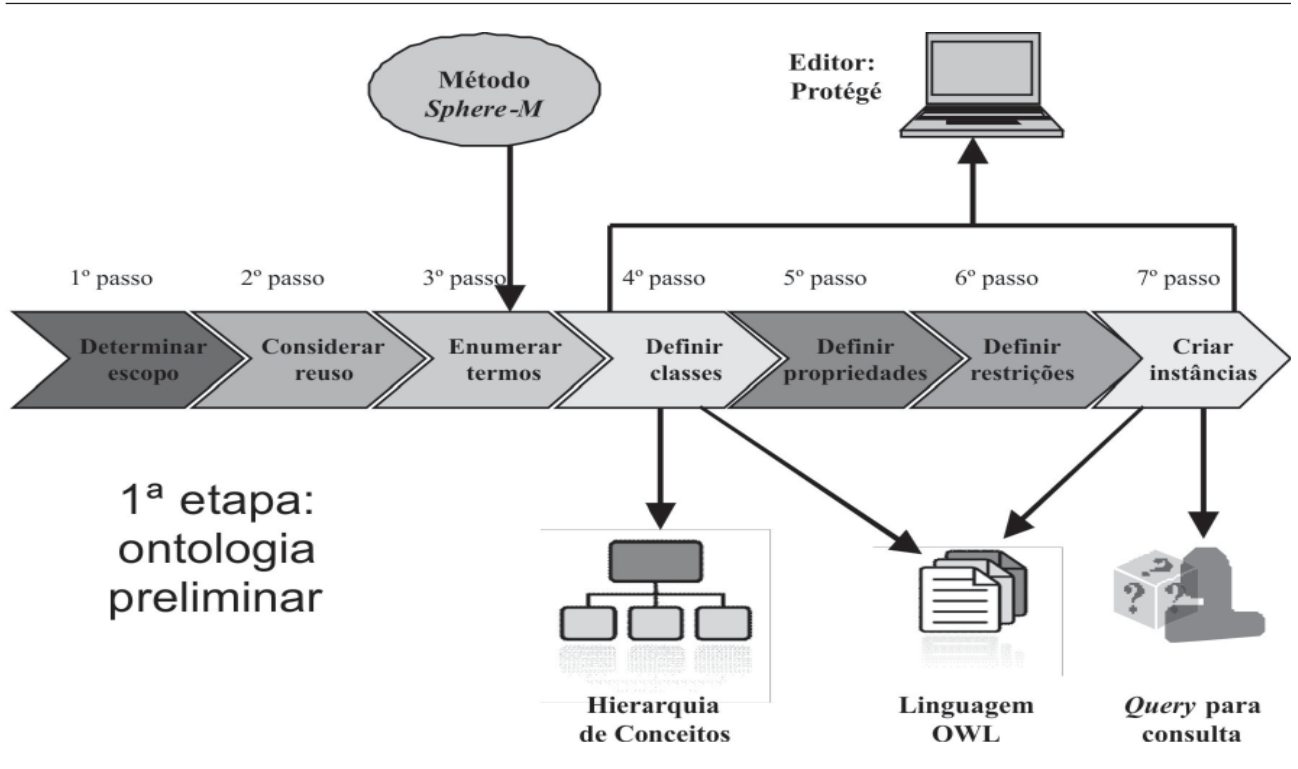 Método
Sphere-M
Editor:
Protégé
1º passo
2º passo
3º passo
4º passo
5º passo
6º passo
7º passo
Determinar
escopo
Considerar
reuso
Enumerar
termos
Definir
classes
Definir
propriedades
Definir
restrições
Criar
instâncias
1ª etapa:
ontologia
preliminar
? ? ?
Hierarquia
de Conceitos
Linguagem
OWL
Query para
consulta